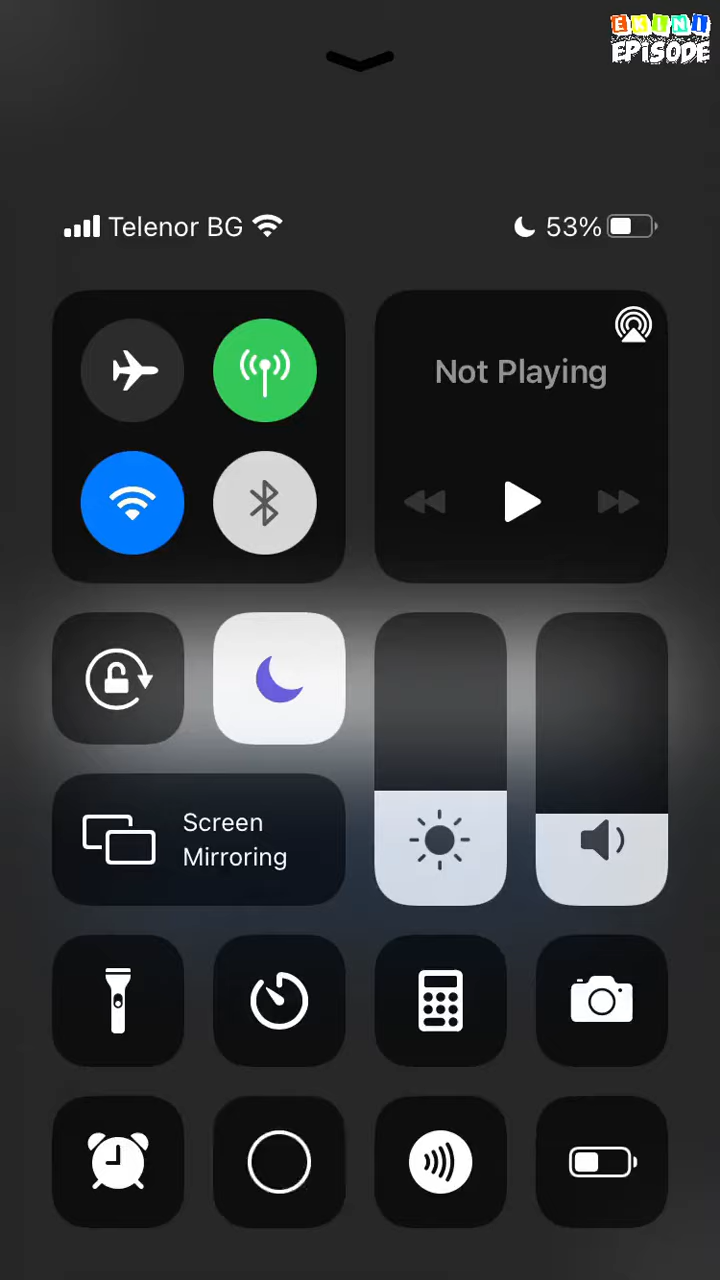 EKINI
EPISODE
Telenor BG
53%
Not Playing
Screen
Mirroring